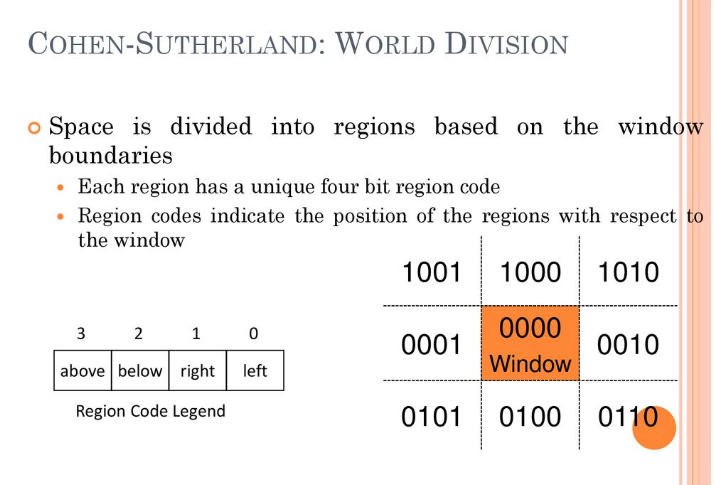 COHEN-SUTHERLAND: WORLD DIVISION
Space is divided into regions based on the window
boundaries
Each region has a unique four bit region code
Region codes indicate the position of the regions with respect to
the window
1001 1000 1010
0001 0000 0010
Window
0101 0100 0110
3 2 1 0
above below right left
Region Code Legend